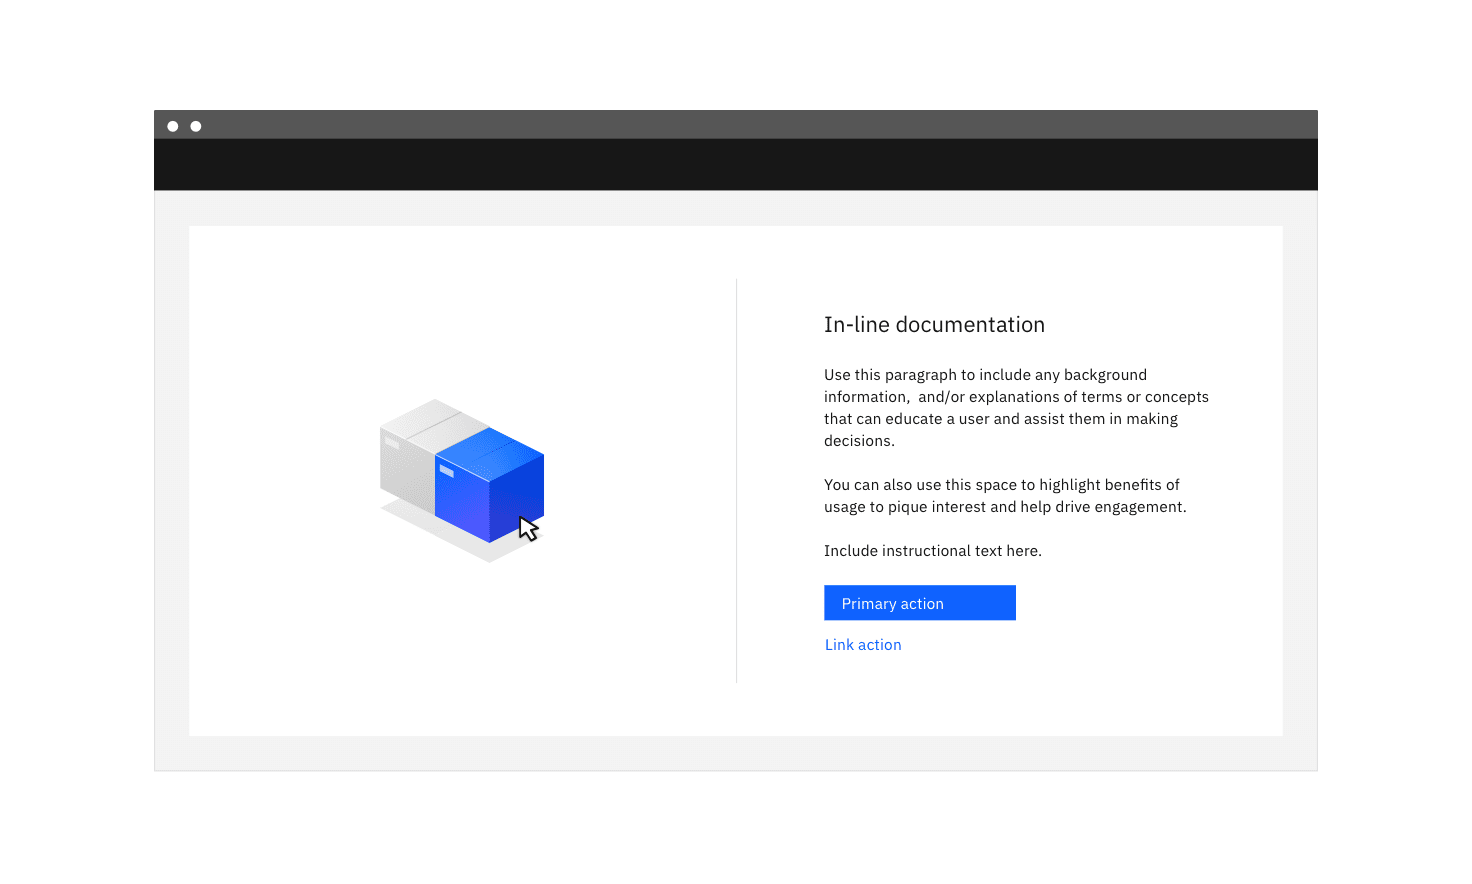 In-line documentation
Use this paragraph to include any background
information,  and/or explanations of terms or concepts
that can educate a user and assist them in making
decisions.
You can also use this space to highlight benefits of
usage to pique interest and help drive engagement.
Include instructional text here.
Primary action
Link action